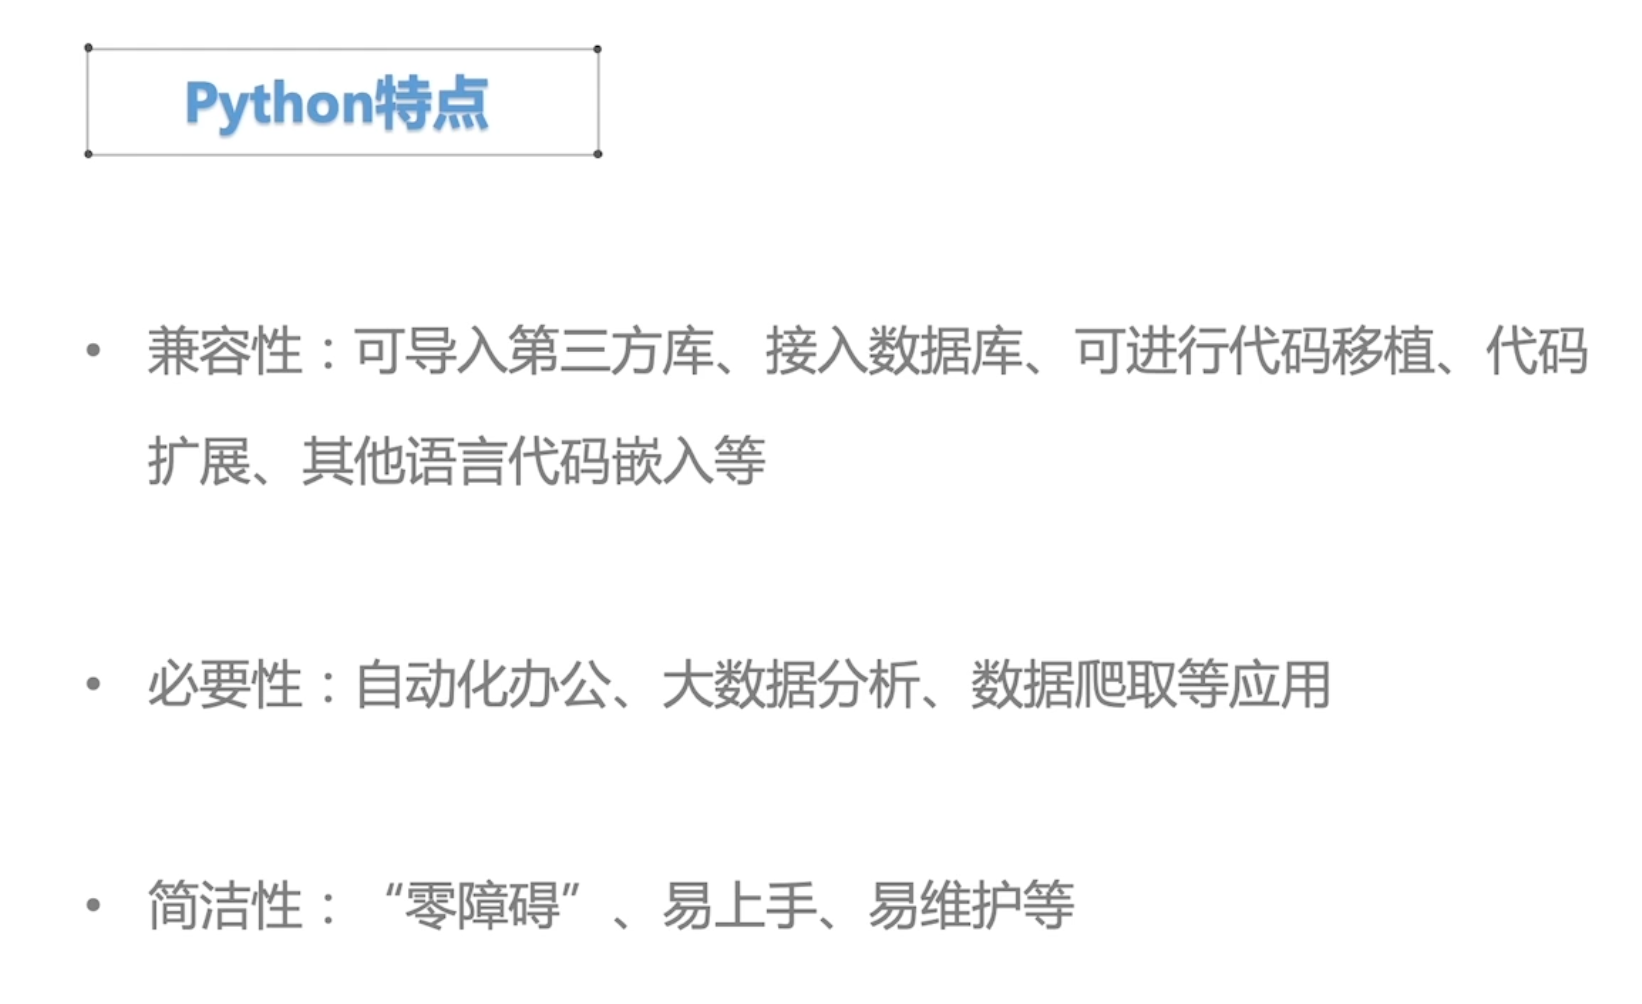 Python特点
• 兼容性：可导入第三方库、接入数据库、可进行代码移植、代码
扩展、其他语言代码嵌入等
• 必要性：自动化办公、大数据分析、数据爬取等应用
• 简洁性：“零障碍”、易上手、易维护等